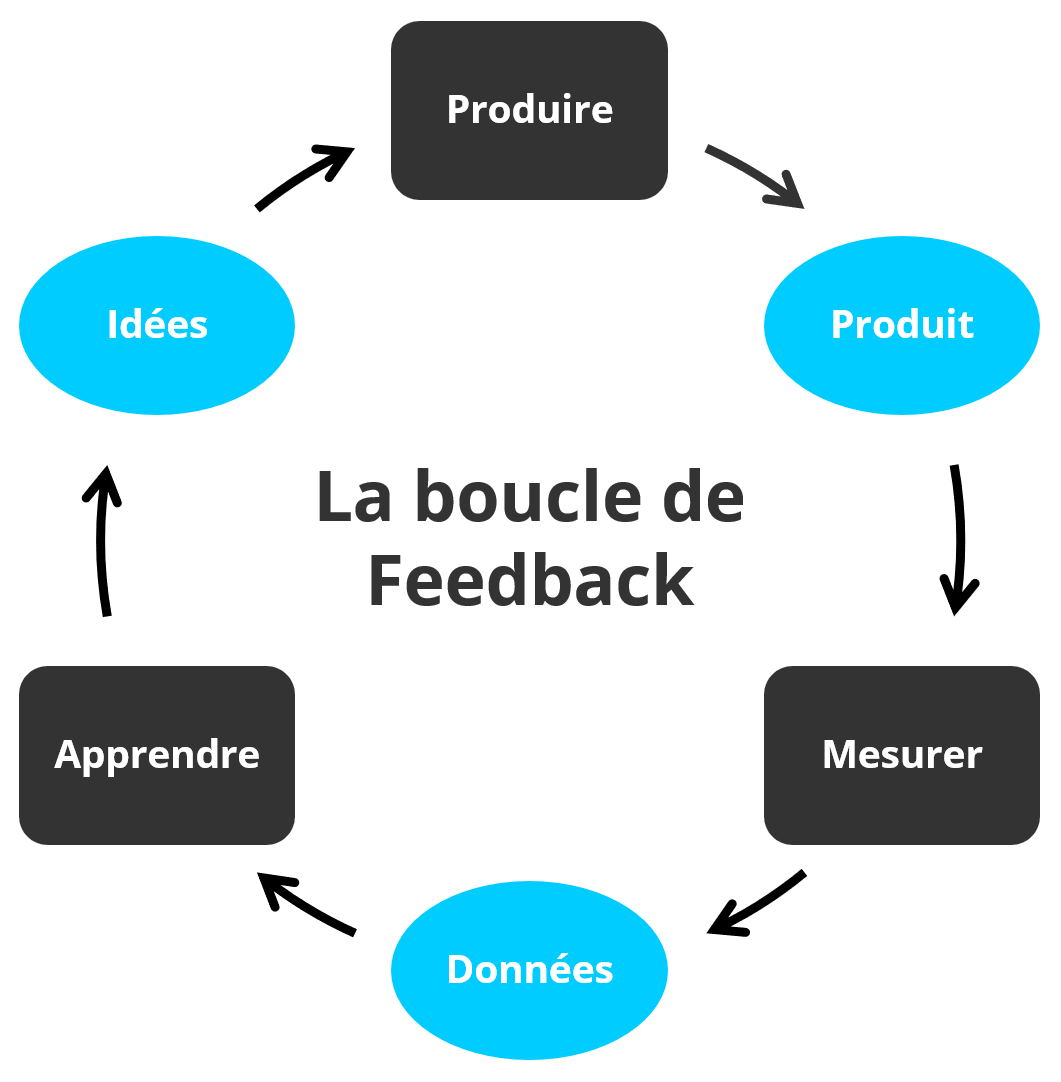 Produire
Idées
Produit
La boucle de
Feedback
Apprendre
Mesurer
Données